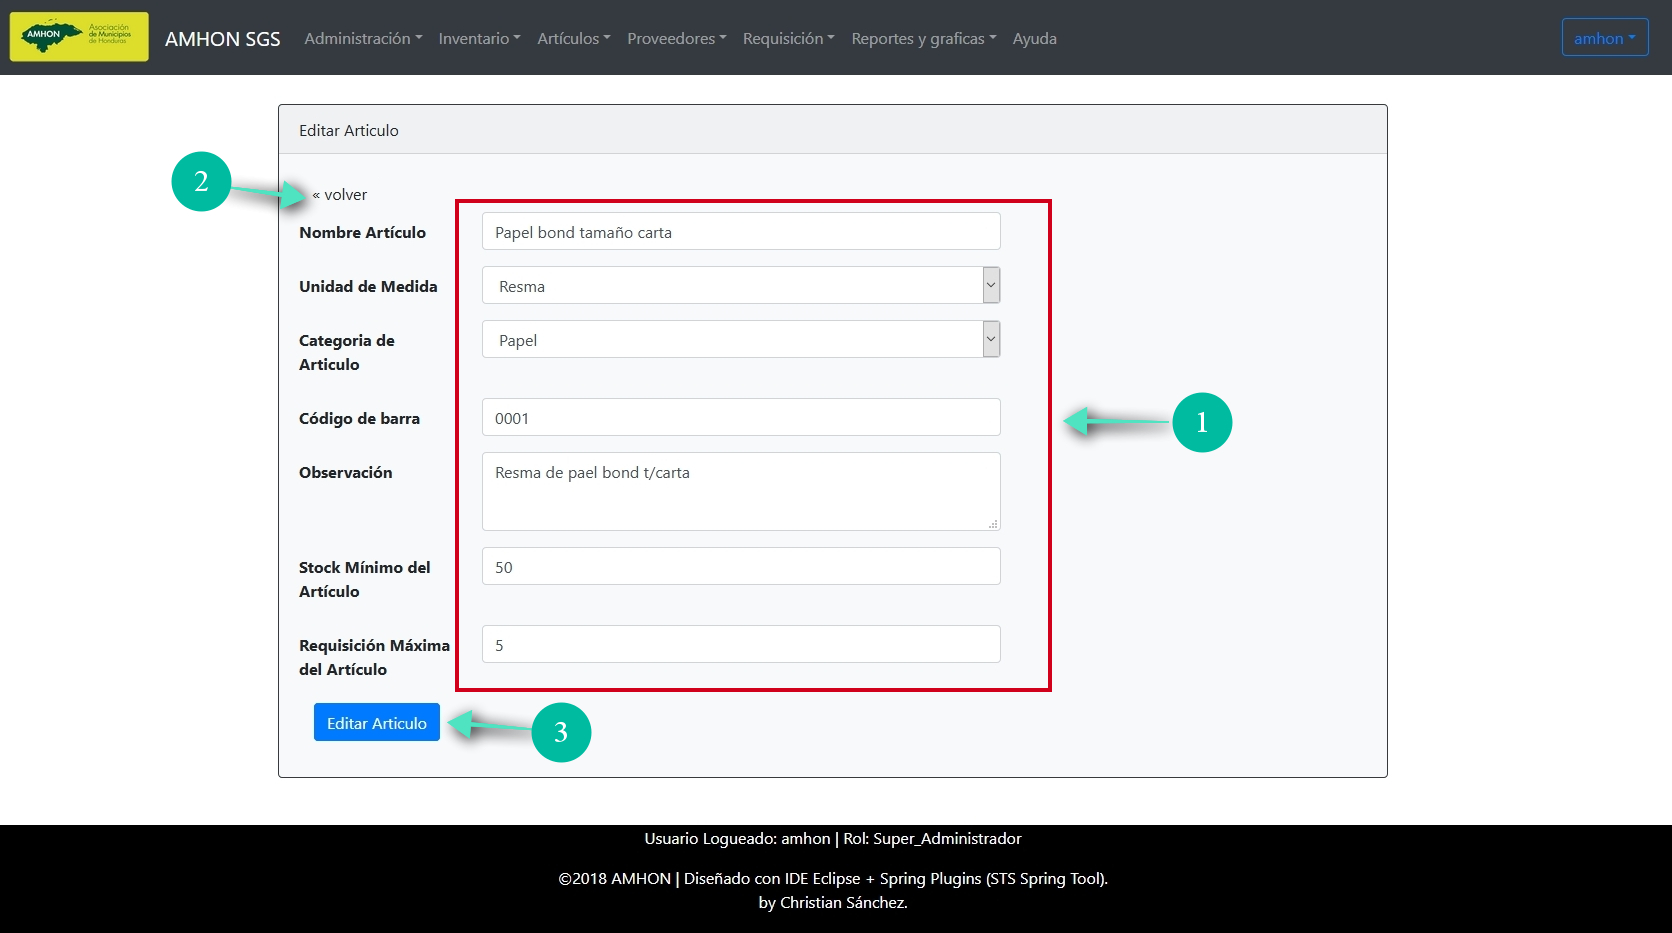 AMHON
Asociación
de Municipios
de Honduras
AMHON SGS
Administración
Inventario
Artículos
Proveedores
Requisición
Reportes y graficas
Ayuda
amhon
Editar Articulo
2
« volver
Nombre Artículo
Papel bond tamaño carta
Unidad de Medida
Resma
Categoria de
Articulo
Papel
Código de barra
0001
1
Observación
Resma de pael bond t/carta
Stock Mínimo del
Artículo
50
Requisición Máxima
del Artículo
5
Editar Articulo
3
Usuario Logueado: amhon | Rol: Super_Administrador
©2018 AMHON | Diseñado con IDE Eclipse + Spring Plugins (STS Spring Tool).
by Christian Sánchez.